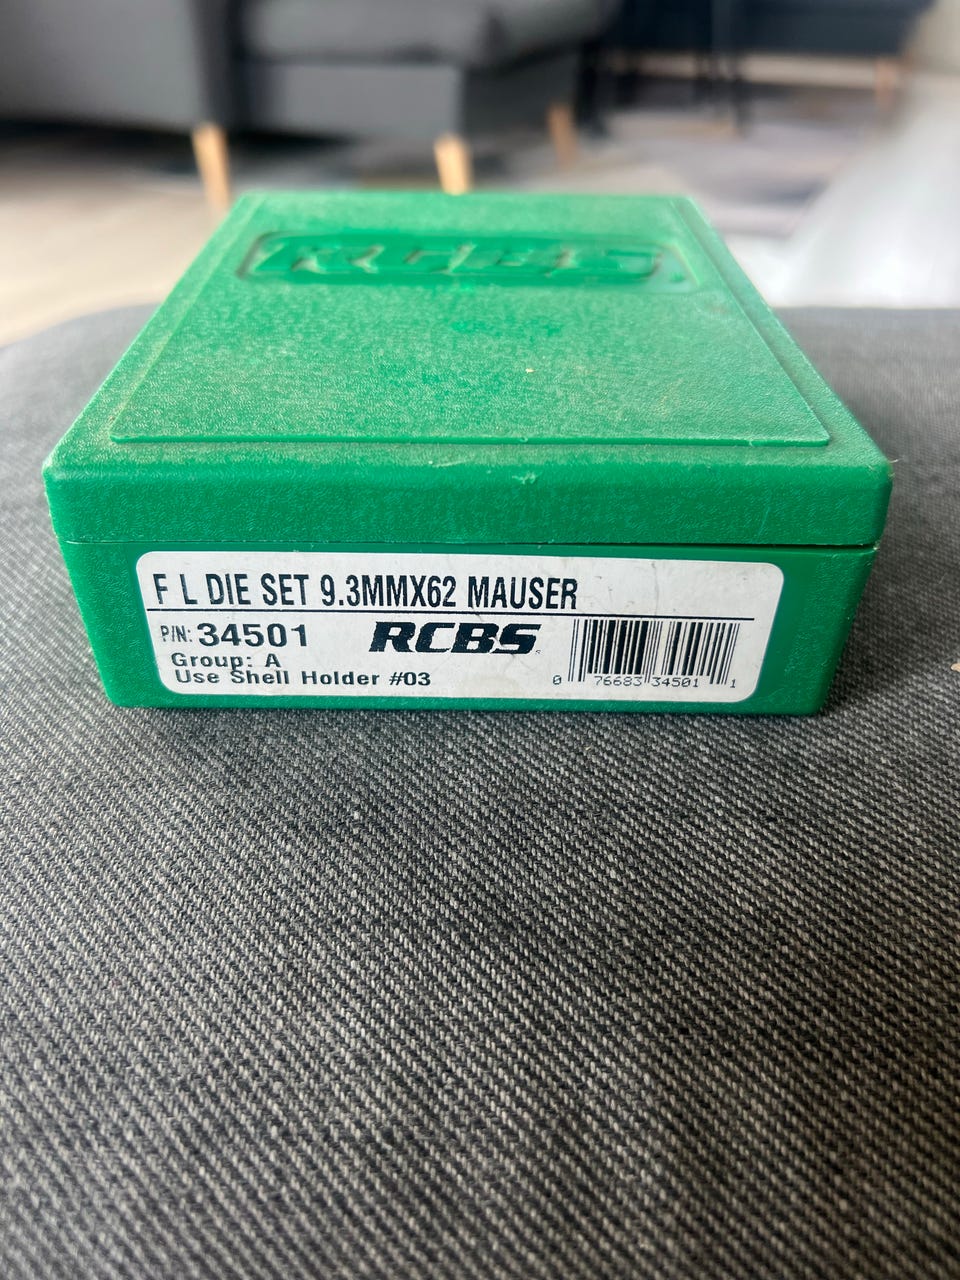 RCBS
F L DIE SET 9.3MMX62 MAUSER
P/N: 34501 RCBS
Group: A
Use Shell Holder #03
0 76683 34501 1